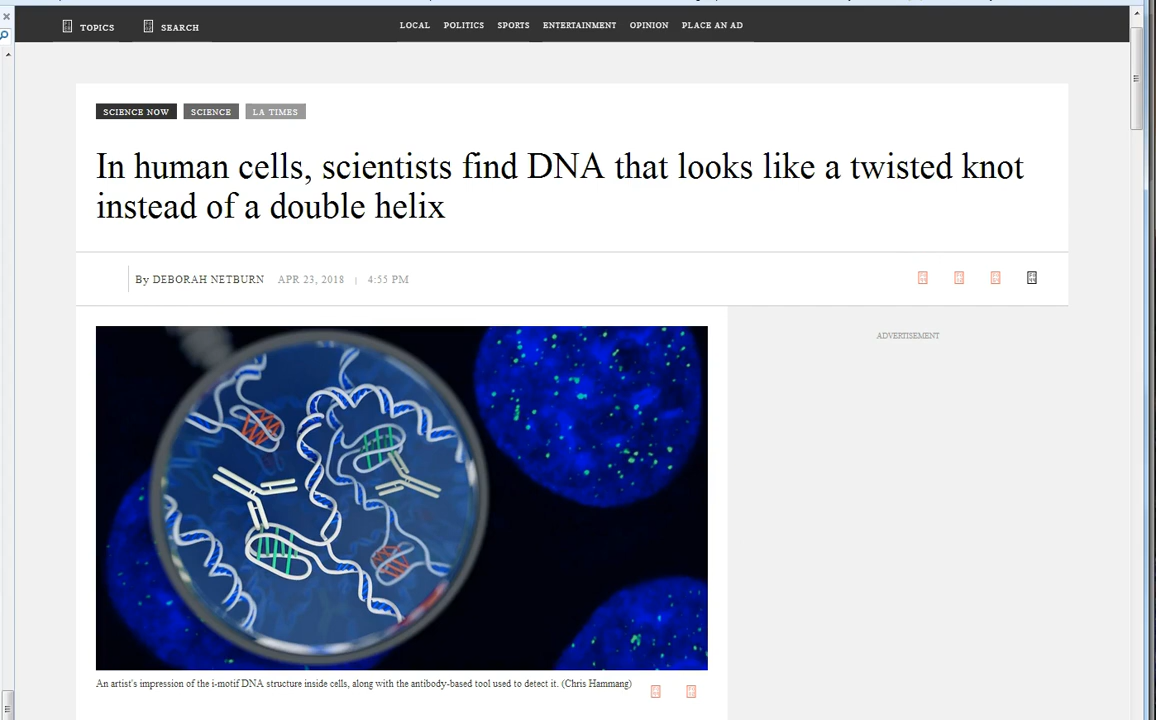 TOPICS SEARCH LOCAL POLITICS SPORTS ENTERTAINMENT OPINION PLACE AN AD
SCIENCE NOW SCIENCE LA TIMES
In human cells, scientists find DNA that looks like a twisted knot
instead of a double helix
By DEBORAH NETBURN APR 23, 2018 | 4:55 PM
ADVERTISEMENT
An artist's impression of the i-motif DNA structure inside cells, along with the antibody-based tool used to detect it. (Chris Hammang)